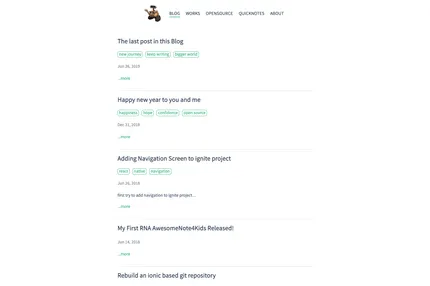 BLOG WORKS OPENSOURCE QUICKNOTES ABOUT
The last post in this Blog
new journey keep writing bigger world
Jun 30, 2019
...more
Happy new year to you and me
happyness hope confidence open source
Dec 31, 2018
...more
Adding Navigation Screen to ignite project
react native navigation
Jun 20, 2018
first try to add navigation to ignite project...
...more
My First RNA AwesomeNote4Kids Released!
Jun 14, 2018
...more
Rebuild an ionic based git repository